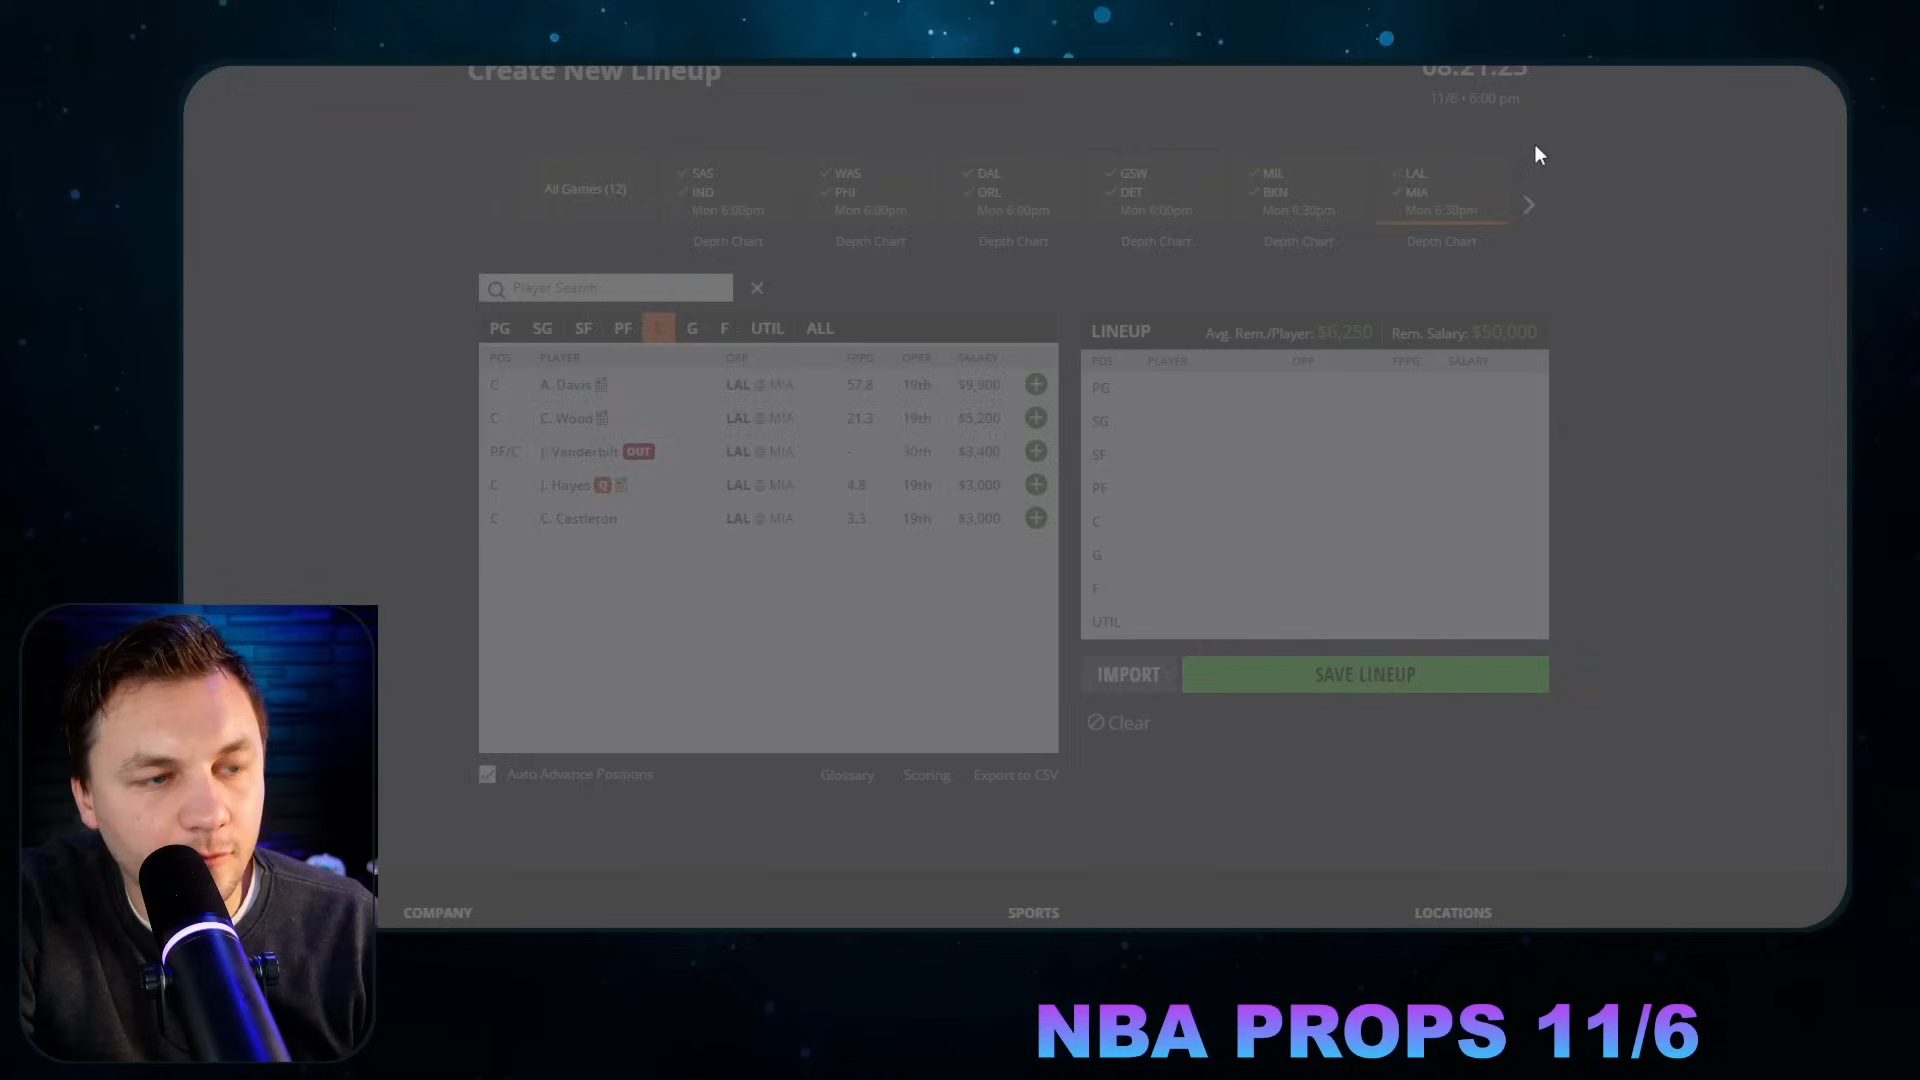 Create New Lineup
08:21:25
11/6 • 6:00 pm
All Games (12)
SAS
IND
Mon 6:00pm
Depth Chart
WAS
PHI
Mon 6:00pm
Depth Chart
DAL
ORL
Mon 6:00pm
Depth Chart
GSW
DET
Mon 6:00pm
Depth Chart
MIL
BKN
Mon 6:30pm
Depth Chart
LAL
MIA
Mon 6:30pm
Depth Chart
Player Search
PG SG SF PF C G F UTIL ALL
POS PLAYER OPP FPPG OPRK SALARY
C A. Davis LAL @ MIA 57.8 19th $9,900
C C. Wood LAL @ MIA 21.3 19th $5,200
PF/C J. Vanderbilt OUT LAL @ MIA - 30th $3,400
C J. Hayes Q LAL @ MIA 4.8 19th $3,000
C C. Castleton LAL @ MIA 3.3 19th $3,000
Auto Advance Positions
Glossary Scoring Export to CSV
LINEUP Avg. Rem./Player: $6,250 Rem. Salary: $50,000
POS PLAYER OPP FPPG SALARY
PG
SG
SF
PF
C
G
F
UTIL
IMPORT SAVE LINEUP
Clear
COMPANY SPORTS LOCATIONS
NBA PROPS 11/6